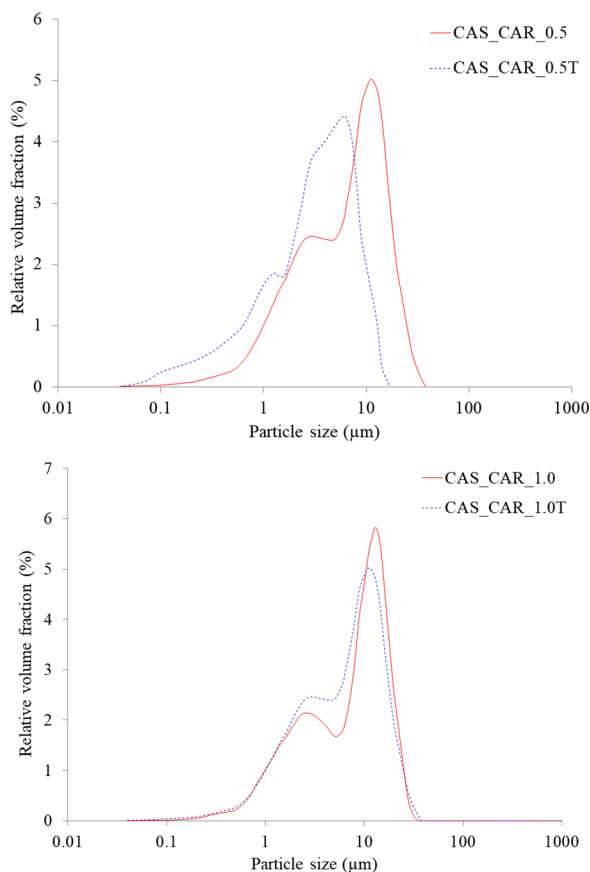 6
5
4
3
2
1
0
Relative volume fraction (%)
CAS_CAR_0.5
CAS_CAR_0.5T
0.01 0.1 1 10 100 1000
Particle size (µm)
7
6
5
4
3
2
1
0
Relative volume fraction (%)
CAS_CAR_1.0
CAS_CAR_1.0T
0.01 0.1 1 10 100 1000
Particle size (µm)